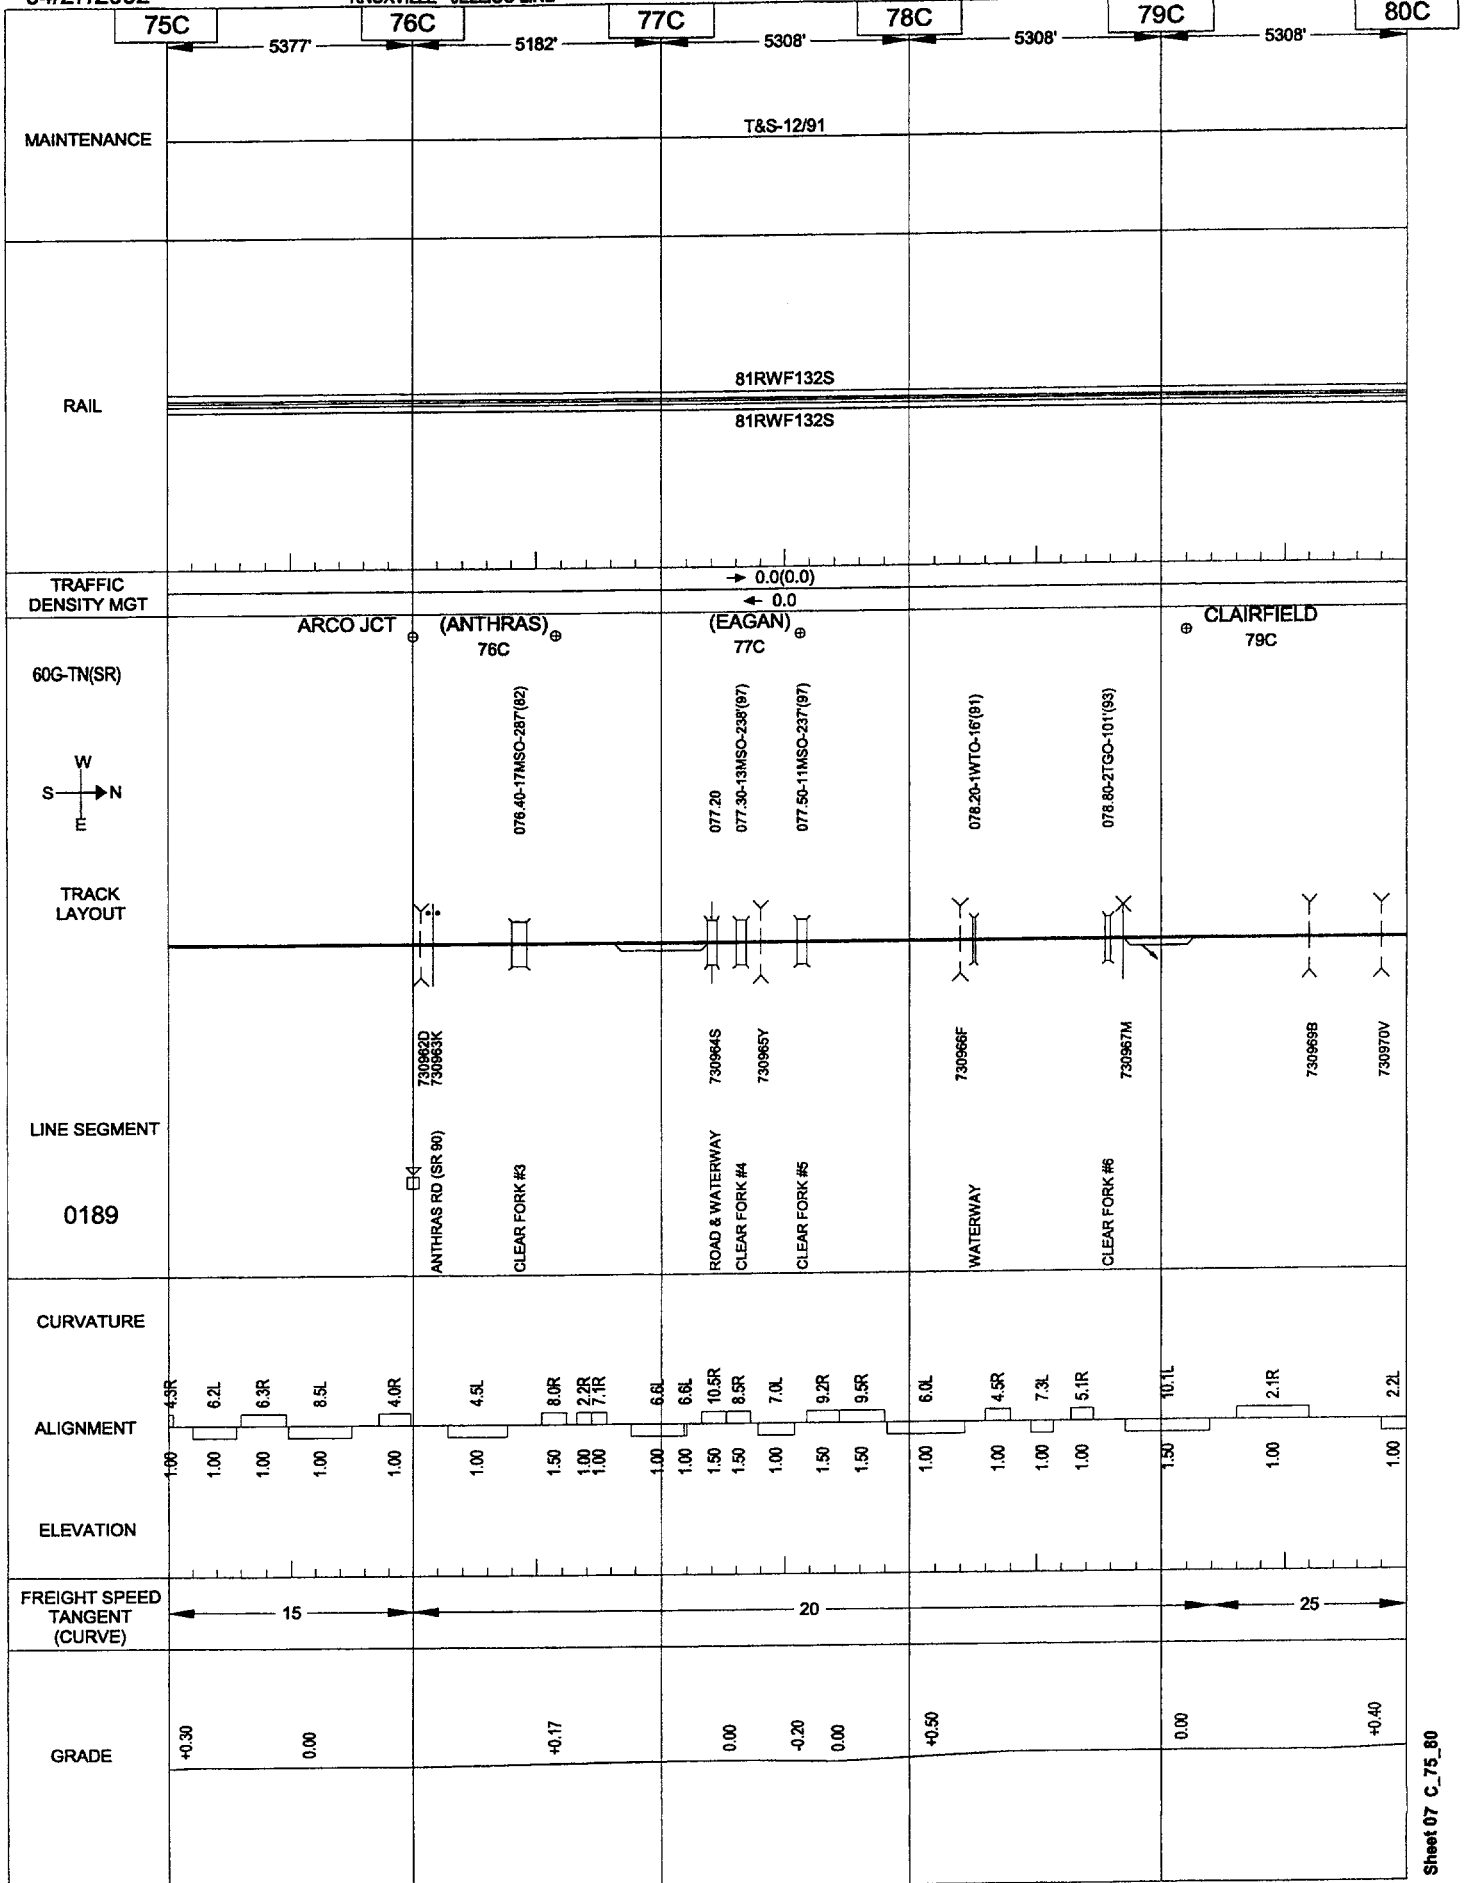 75C 76C 77C 78C 79C 80C
5377' 5182' 5308' 5308' 5308'
MAINTENANCE
T&S-12/91
RAIL
81RWF132S
81RWF132S
TRAFFIC
DENSITY MGT
→ 0.0(0.0)
← 0.0
ARCO JCT (ANTHRAS) (EAGAN) CLAIRFIELD
76C 77C 79C
60G-TN(SR)
W
S N
E
076.40-17MSO-287'(82)
077.20
077.30-13MSO-238'(97)
077.50-11MSO-237'(97)
078.20-1WTO-16'(91)
078.80-2TGO-101'(93)
TRACK
LAYOUT
730962D
730963K
730964S
730965Y
730966F
730967M
730969B
730970V
LINE SEGMENT
0189
ANTHRAS RD (SR 90)
CLEAR FORK #3
ROAD & WATERWAY
CLEAR FORK #4
CLEAR FORK #5
WATERWAY
CLEAR FORK #6
CURVATURE
4.3R 6.2L 6.3R 8.5L 4.0R 4.5L 8.0R 2.2R 7.1R 6.6L 6.6L 10.5R 8.5R 7.0L 9.2R 9.5R 6.0L 4.5R 7.3L 5.1R 10.1L 2.1R 2.2L
ALIGNMENT
1.00 1.00 1.00 1.00 1.00 1.00 1.50 1.00 1.00 1.00 1.00 1.50 1.50 1.00 1.50 1.50 1.00 1.00 1.00 1.00 1.50 1.00 1.00
ELEVATION
FREIGHT SPEED
TANGENT
(CURVE)
15 20 25
GRADE
+0.30 0.00 +0.17 0.00 -0.20 0.00 +0.50 0.00 +0.40
Sheet 07 C_75_80